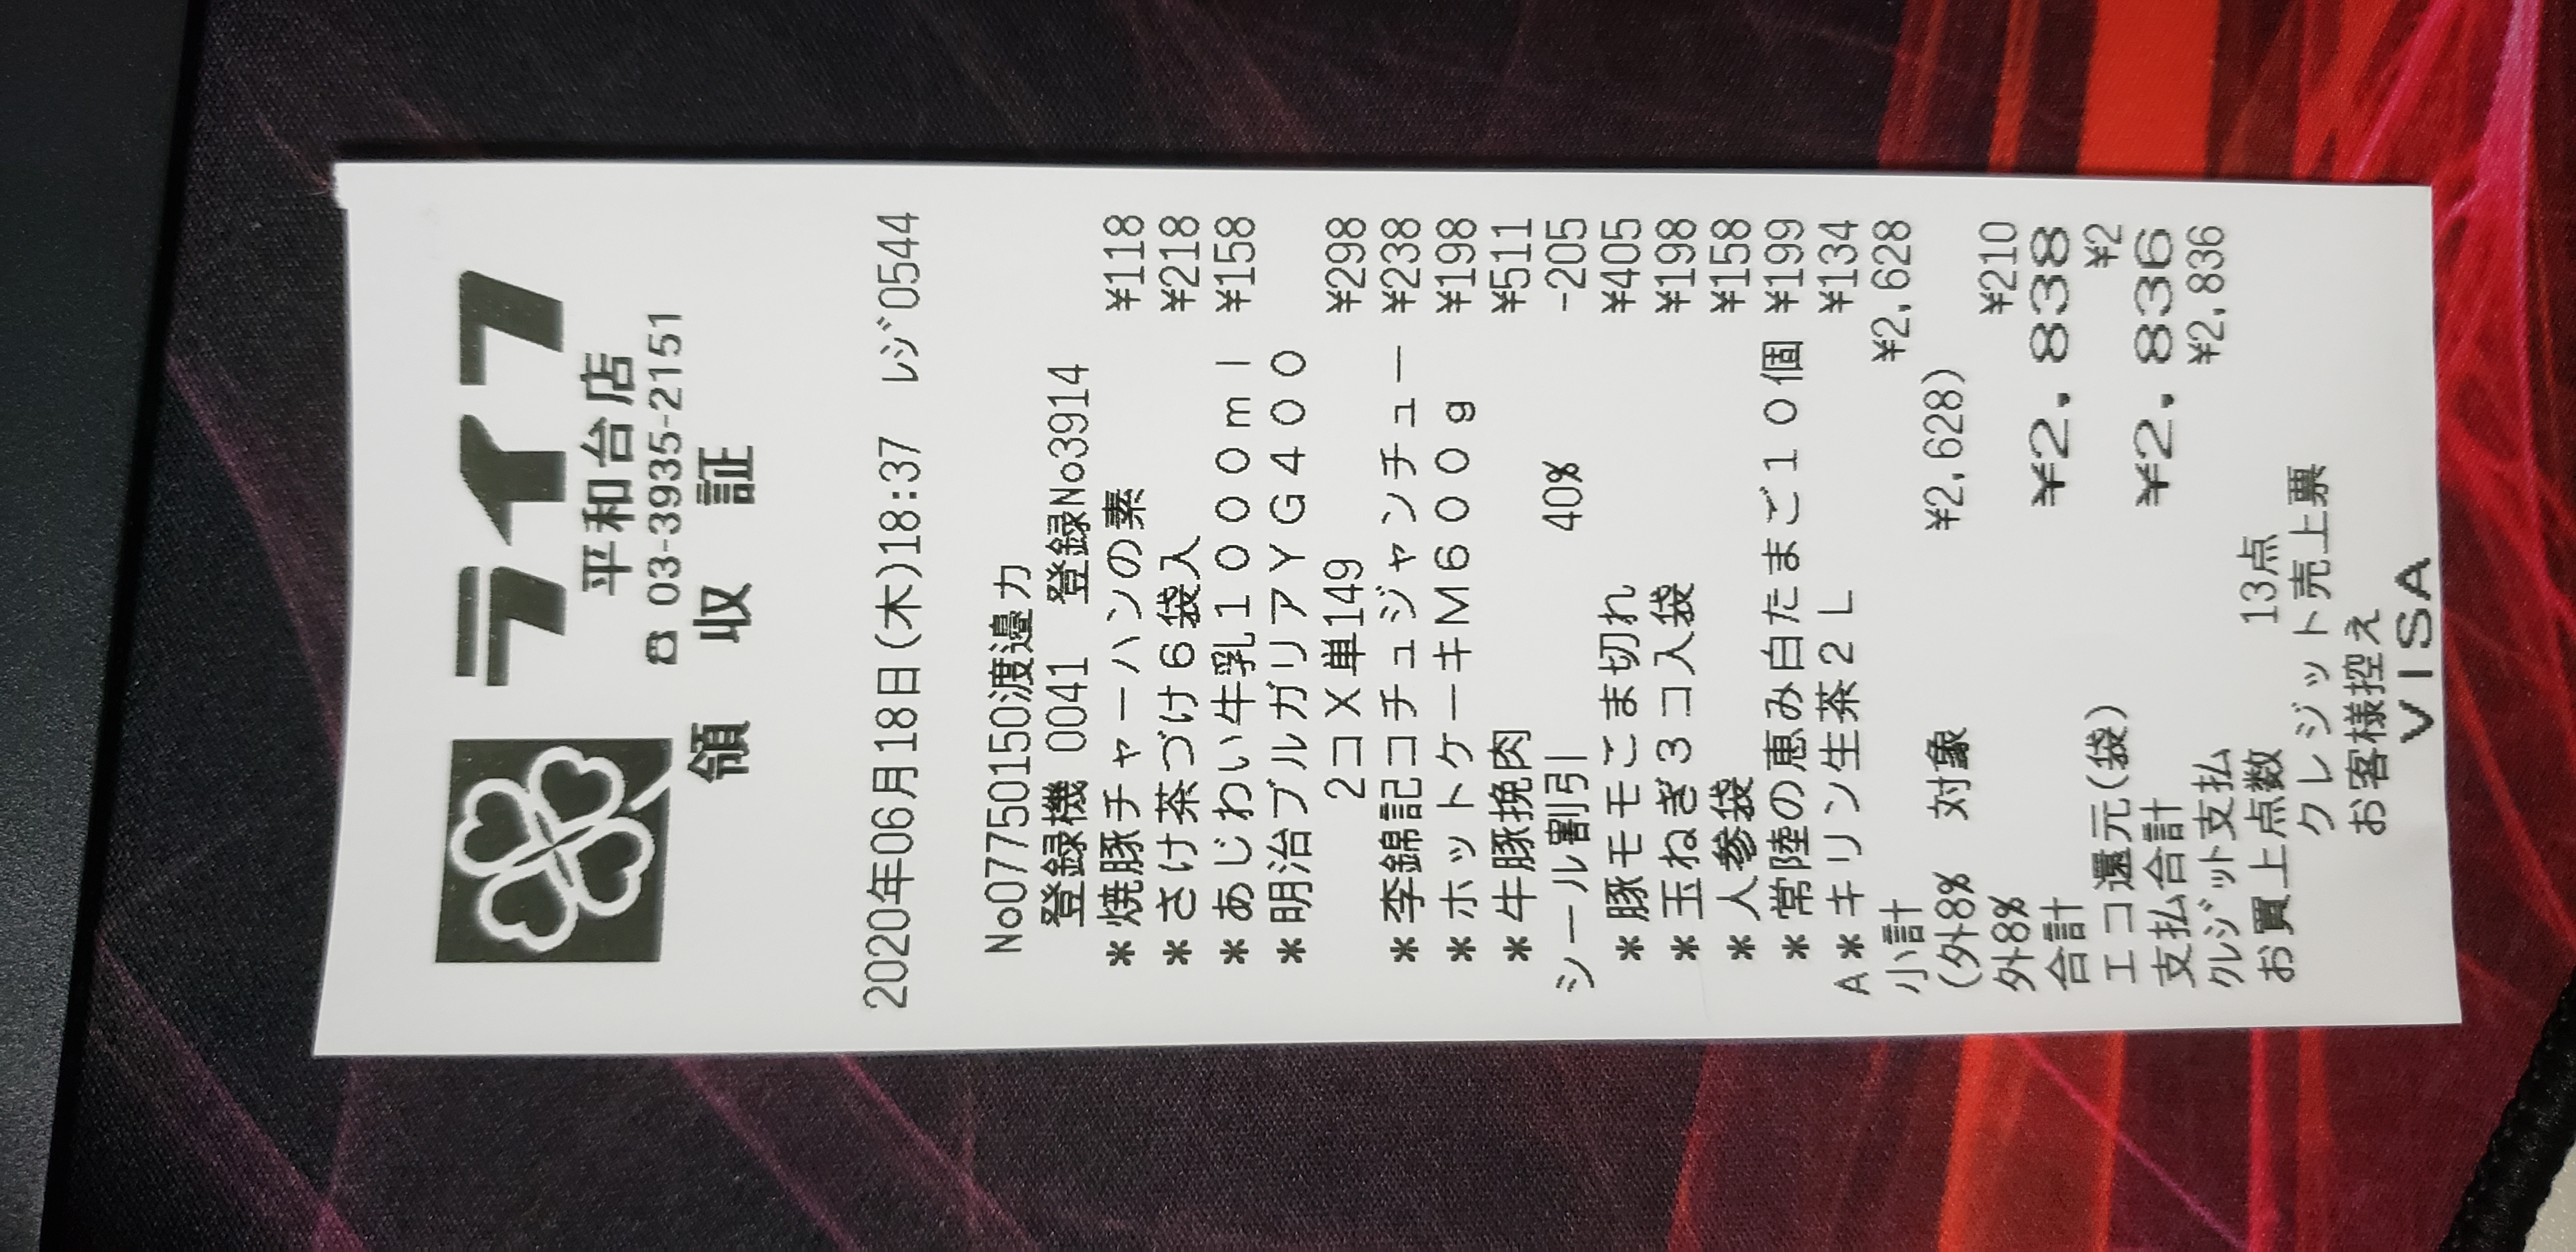 ライフ
平和台店
☎ 03-3935-2151
領 収 証
2020年06月18日(木)18:37 ﾚｼﾞ0544
No07750150渡邉力
登録機 0041 登録No3914
*焼豚チャーハンの素 ¥118
*さけ茶づけ6袋入 ¥218
*あじわい牛乳1000ml ¥158
*明治ブルガリアYG400
2コX単149 ¥298
*李錦記コチュジャンチュー ¥238
*ホットケーキM600g ¥198
*牛豚挽肉 ¥511
シール割引 40% -205
*豚モモこま切れ ¥405
*玉ねぎ3コ入袋 ¥198
*人参袋 ¥158
*常陸の恵み白たまご10個 ¥199
A*キリン生茶2L ¥134
小計 ¥2,628
(外8% 対象 ¥2,628)
外8% ¥210
合計 ¥2,838
エコ還元(袋) ¥2
支払合計 ¥2,836
ｸﾚｼﾞｯﾄ支払 ¥2,836
お買上点数 13点
クレジット売上票
お客様控え
VISA